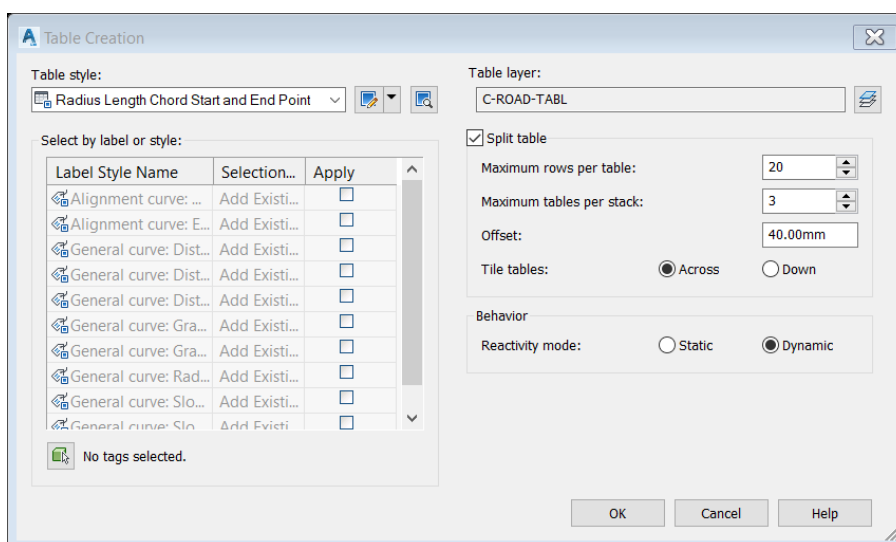 Table Creation
Table style:
Radius Length Chord Start and End Point
Select by label or style:
Label Style Name Selection... Apply
Alignment curve: ... Add Existi...
Alignment curve: E... Add Existi...
General curve: Dist... Add Existi...
General curve: Dist... Add Existi...
General curve: Dist... Add Existi...
General curve: Gra... Add Existi...
General curve: Gra... Add Existi...
General curve: Rad... Add Existi...
General curve: Slo... Add Existi...
General curve: Slo... Add Existi...
No tags selected.
Table layer:
C-ROAD-TABL
Split table
Maximum rows per table: 20
Maximum tables per stack: 3
Offset: 40.00mm
Tile tables: Across Down
Behavior
Reactivity mode: Static Dynamic
OK Cancel Help